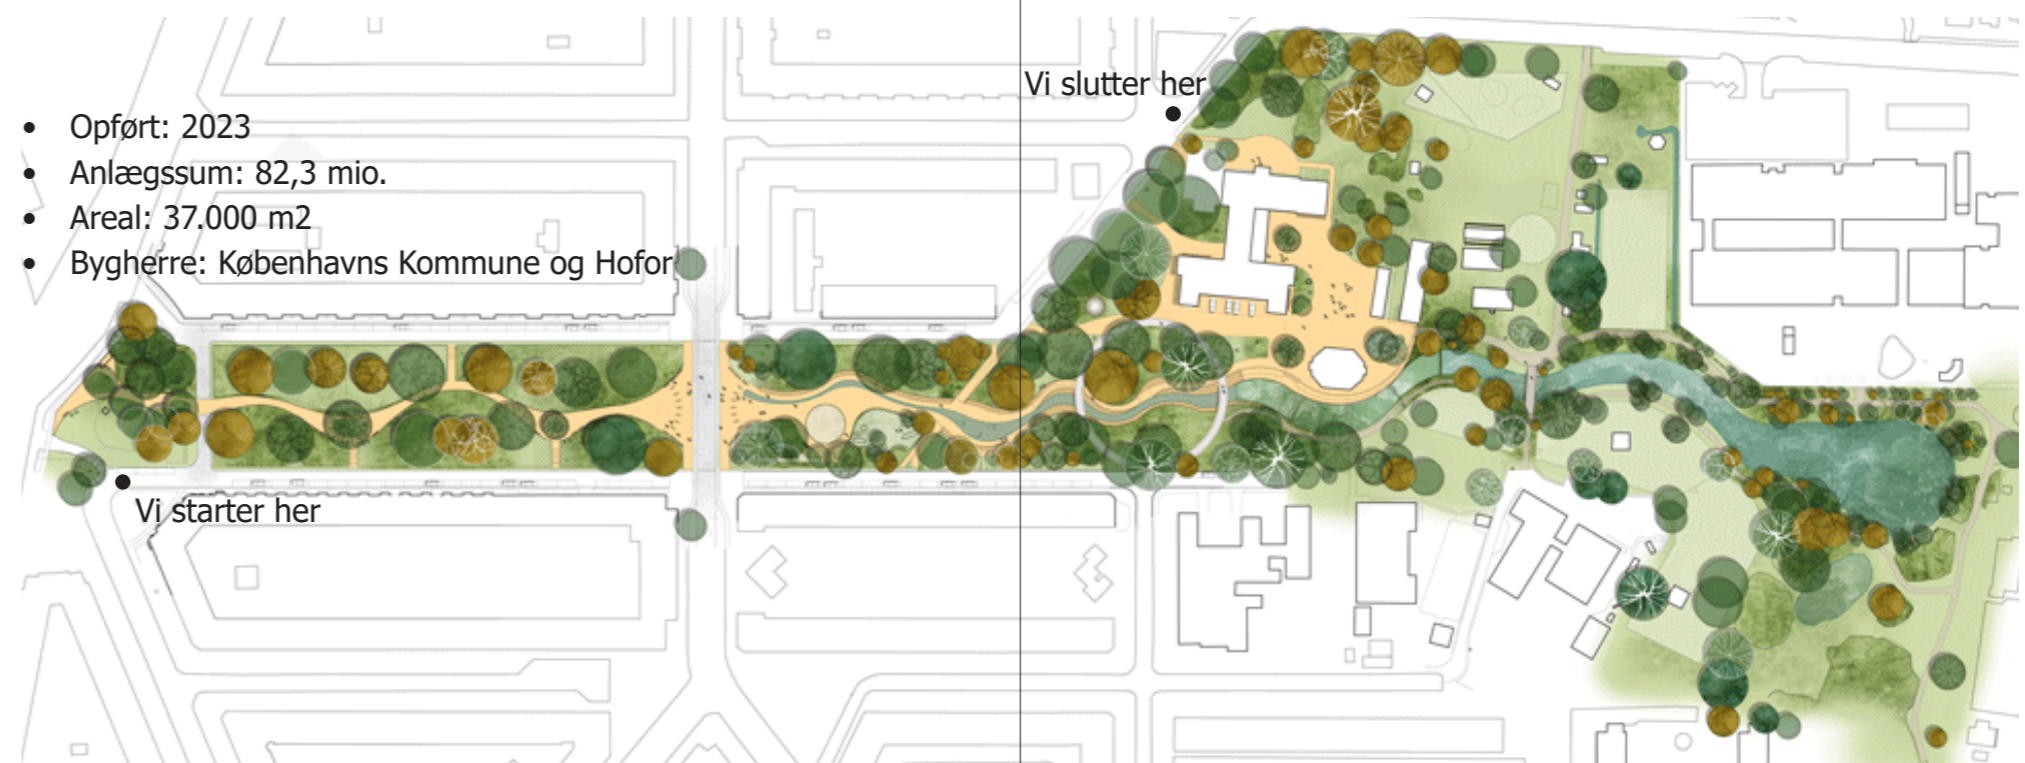 Vi slutter her
• Opført: 2023
• Anlægssum: 82,3 mio.
• Areal: 37.000 m2
• Bygherre: Københavns Kommune og Hofor
Vi starter her